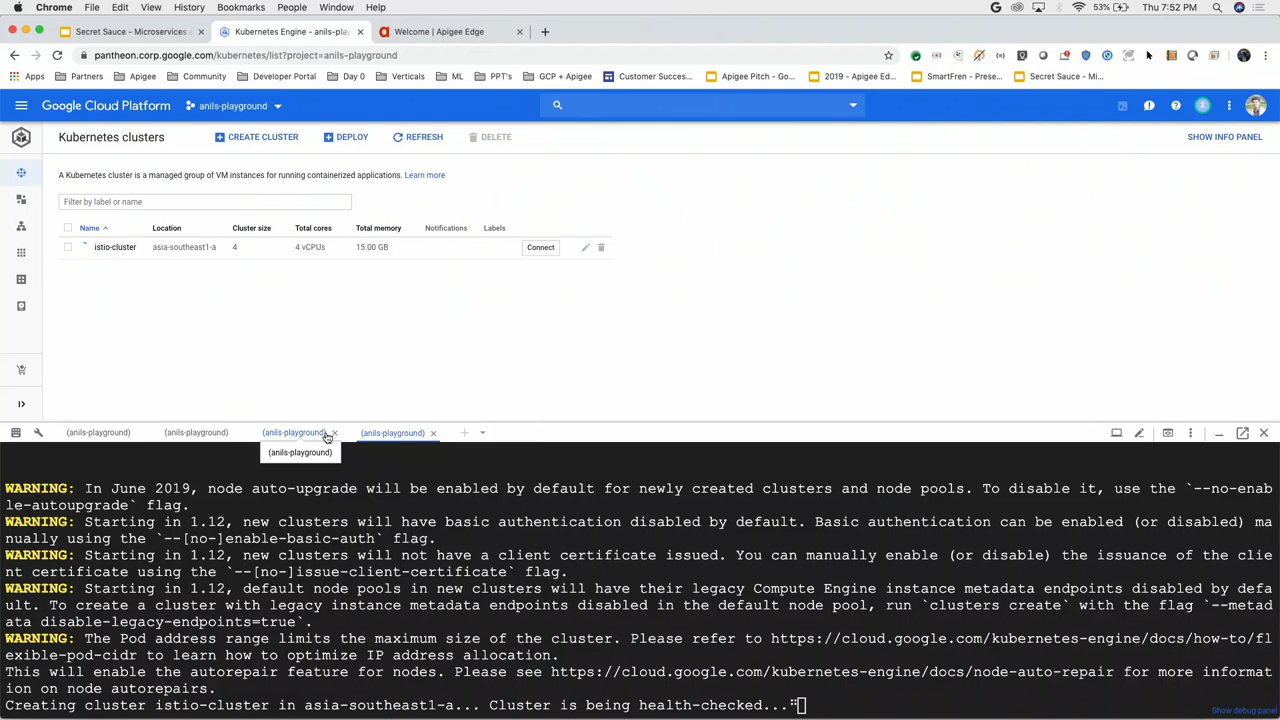 Chrome File Edit View History Bookmarks People Window Help 53% Thu 7:52 PM
Secret Sauce - Microservices a Kubernetes Engine - anils-play Welcome | Apigee Edge
pantheon.corp.google.com/kubernetes/list?project=anils-playground
Apps Partners Apigee Community Developer Portal Day 0 Verticals ML PPT's GCP + Apigee Customer Succes... Apigee Pitch - Go... 2019 - Apigee Ed... SmartFren - Prese... Secret Sauce - Mi...
Google Cloud Platform anils-playground 2
Kubernetes clusters CREATE CLUSTER DEPLOY REFRESH DELETE SHOW INFO PANEL
A Kubernetes cluster is a managed group of VM instances for running containerized applications. Learn more
Filter by label or name
Name Location Cluster size Total cores Total memory Notifications Labels
istio-cluster asia-southeast1-a 4 4 vCPUs 15.00 GB Connect
(anils-playground) (anils-playground) (anils-playground) (anils-playground)
(anils-playground)
WARNING: In June 2019, node auto-upgrade will be enabled by default for newly created clusters and node pools. To disable it, use the `--no-enab
le-autoupgrade` flag.
WARNING: Starting in 1.12, new clusters will have basic authentication disabled by default. Basic authentication can be enabled (or disabled) ma
nually using the `--[no-]enable-basic-auth` flag.
WARNING: Starting in 1.12, new clusters will not have a client certificate issued. You can manually enable (or disable) the issuance of the clie
nt certificate using the `--[no-]issue-client-certificate` flag.
WARNING: Starting in 1.12, default node pools in new clusters will have their legacy Compute Engine instance metadata endpoints disabled by defa
ult. To create a cluster with legacy instance metadata endpoints disabled in the default node pool, run `clusters create` with the flag `--metad
ata disable-legacy-endpoints=true`.
WARNING: The Pod address range limits the maximum size of the cluster. Please refer to https://cloud.google.com/kubernetes-engine/docs/how-to/fl
exible-pod-cidr to learn how to optimize IP address allocation.
This will enable the autorepair feature for nodes. Please see https://cloud.google.com/kubernetes-engine/docs/node-auto-repair for more informat
ion on node autorepairs.
Creating cluster istio-cluster in asia-southeast1-a... Cluster is being health-checked...
Show debug panel